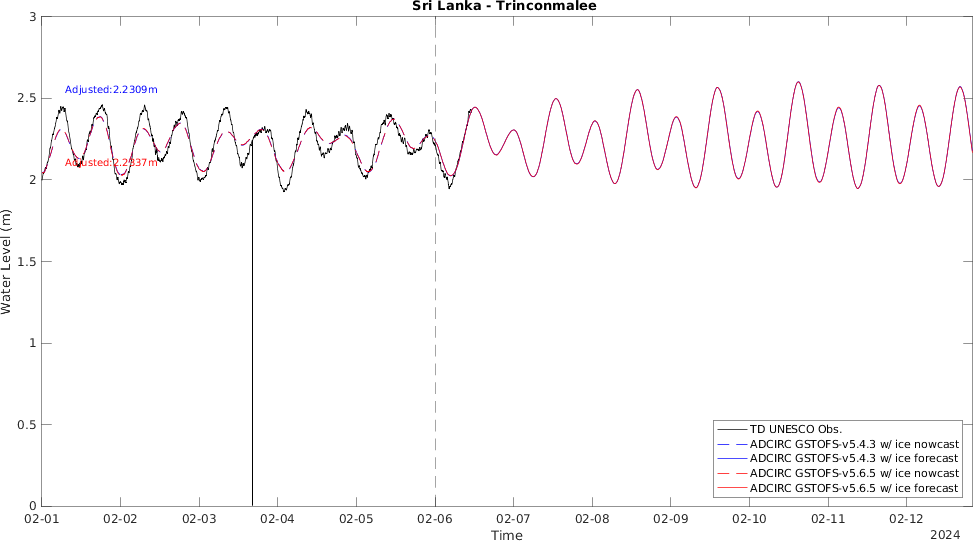 Sri Lanka - Trinconmalee
3
2.5
2
1.5
1
0.5
0
Water Level (m)
Adjusted:2.2309m
Adjusted:2.2337m
TD UNESCO Obs.
ADCIRC GSTOFS-v5.4.3 w/ ice nowcast
ADCIRC GSTOFS-v5.4.3 w/ ice forecast
ADCIRC GSTOFS-v5.6.5 w/ ice nowcast
ADCIRC GSTOFS-v5.6.5 w/ ice forecast
02-01 02-02 02-03 02-04 02-05 02-06 02-07 02-08 02-09 02-10 02-11 02-12
Time
2024